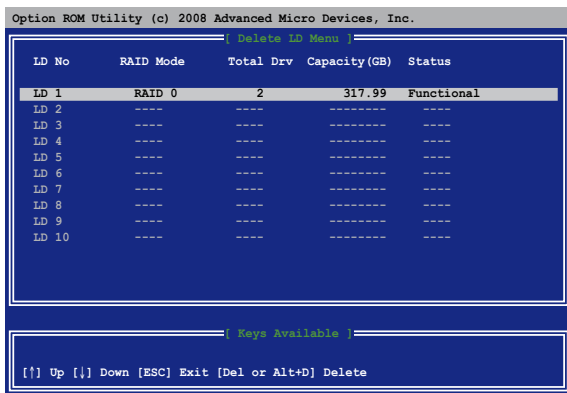 Option ROM Utility (c) 2008 Advanced Micro Devices, Inc.
[ Delete LD Menu ]
LD No RAID Mode Total Drv Capacity(GB) Status
LD 1 RAID 0 2 317.99 Functional
LD 2 ---- ---- -------- ----
LD 3 ---- ---- -------- ----
LD 4 ---- ---- -------- ----
LD 5 ---- ---- -------- ----
LD 6 ---- ---- -------- ----
LD 7 ---- ---- -------- ----
LD 8 ---- ---- -------- ----
LD 9 ---- ---- -------- ----
LD 10 ---- ---- -------- ----
[ Keys Available ]
[↑] Up [↓] Down [ESC] Exit [Del or Alt+D] Delete